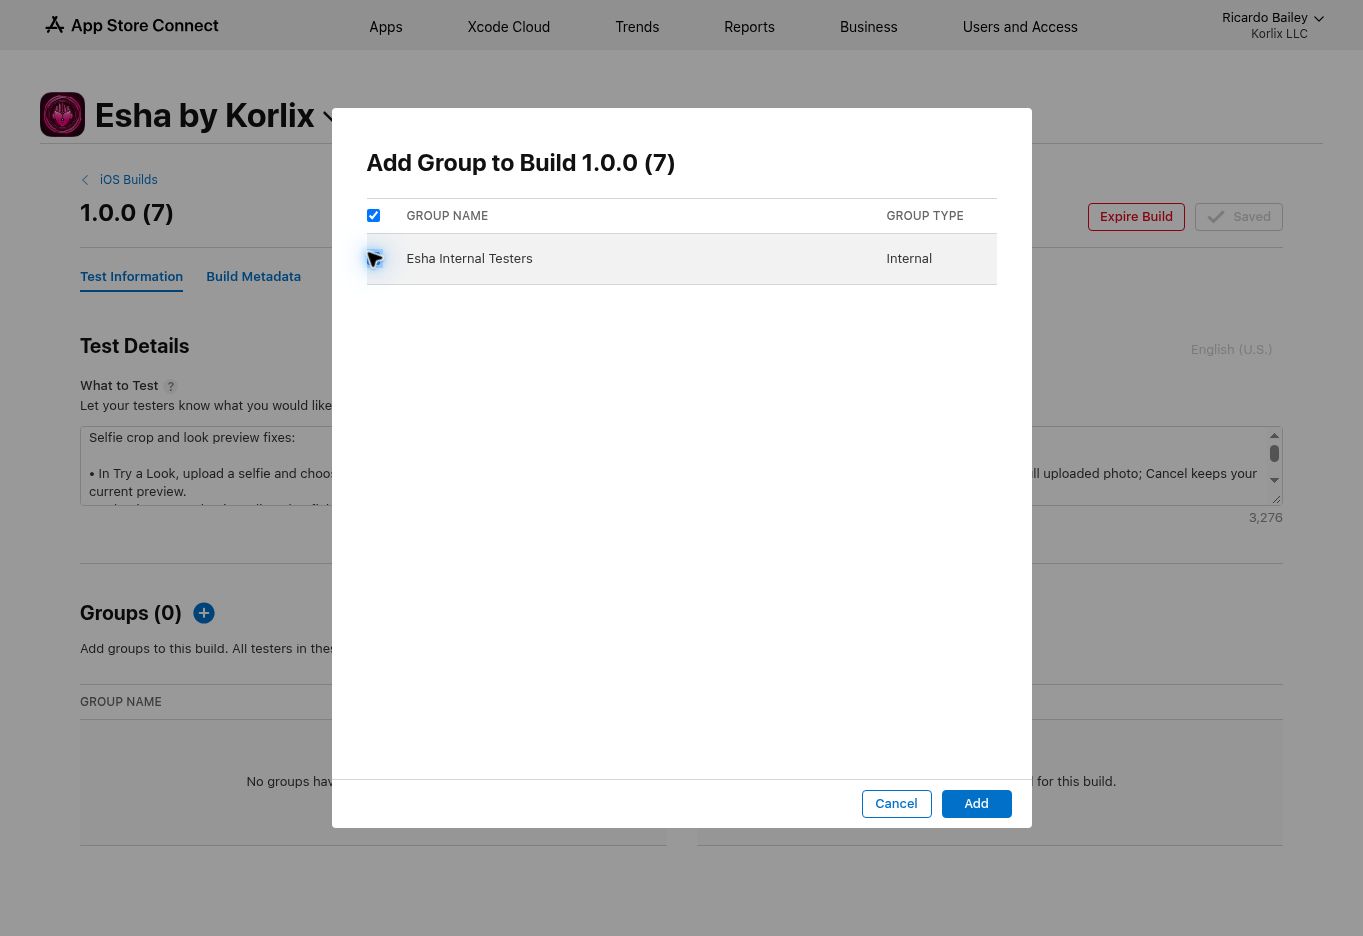 App Store Connect
Apps
Xcode Cloud
Trends
Reports
Business
Users and Access
Ricardo Bailey
Korlix LLC
Esha by Korlix
iOS Builds
1.0.0 (7)
Expire Build
Saved
Test Information
Build Metadata
Test Details
English (U.S.)
What to Test ?
Let your testers know what you would like
Selfie crop and look preview fixes:
• In Try a Look, upload a selfie and choo
ll uploaded photo; Cancel keeps your
current preview.
3,276
Groups (0)
Add groups to this build. All testers in thes
GROUP NAME
No groups hav
for this build.
Add Group to Build 1.0.0 (7)
GROUP NAME
GROUP TYPE
Esha Internal Testers
Internal
Cancel
Add